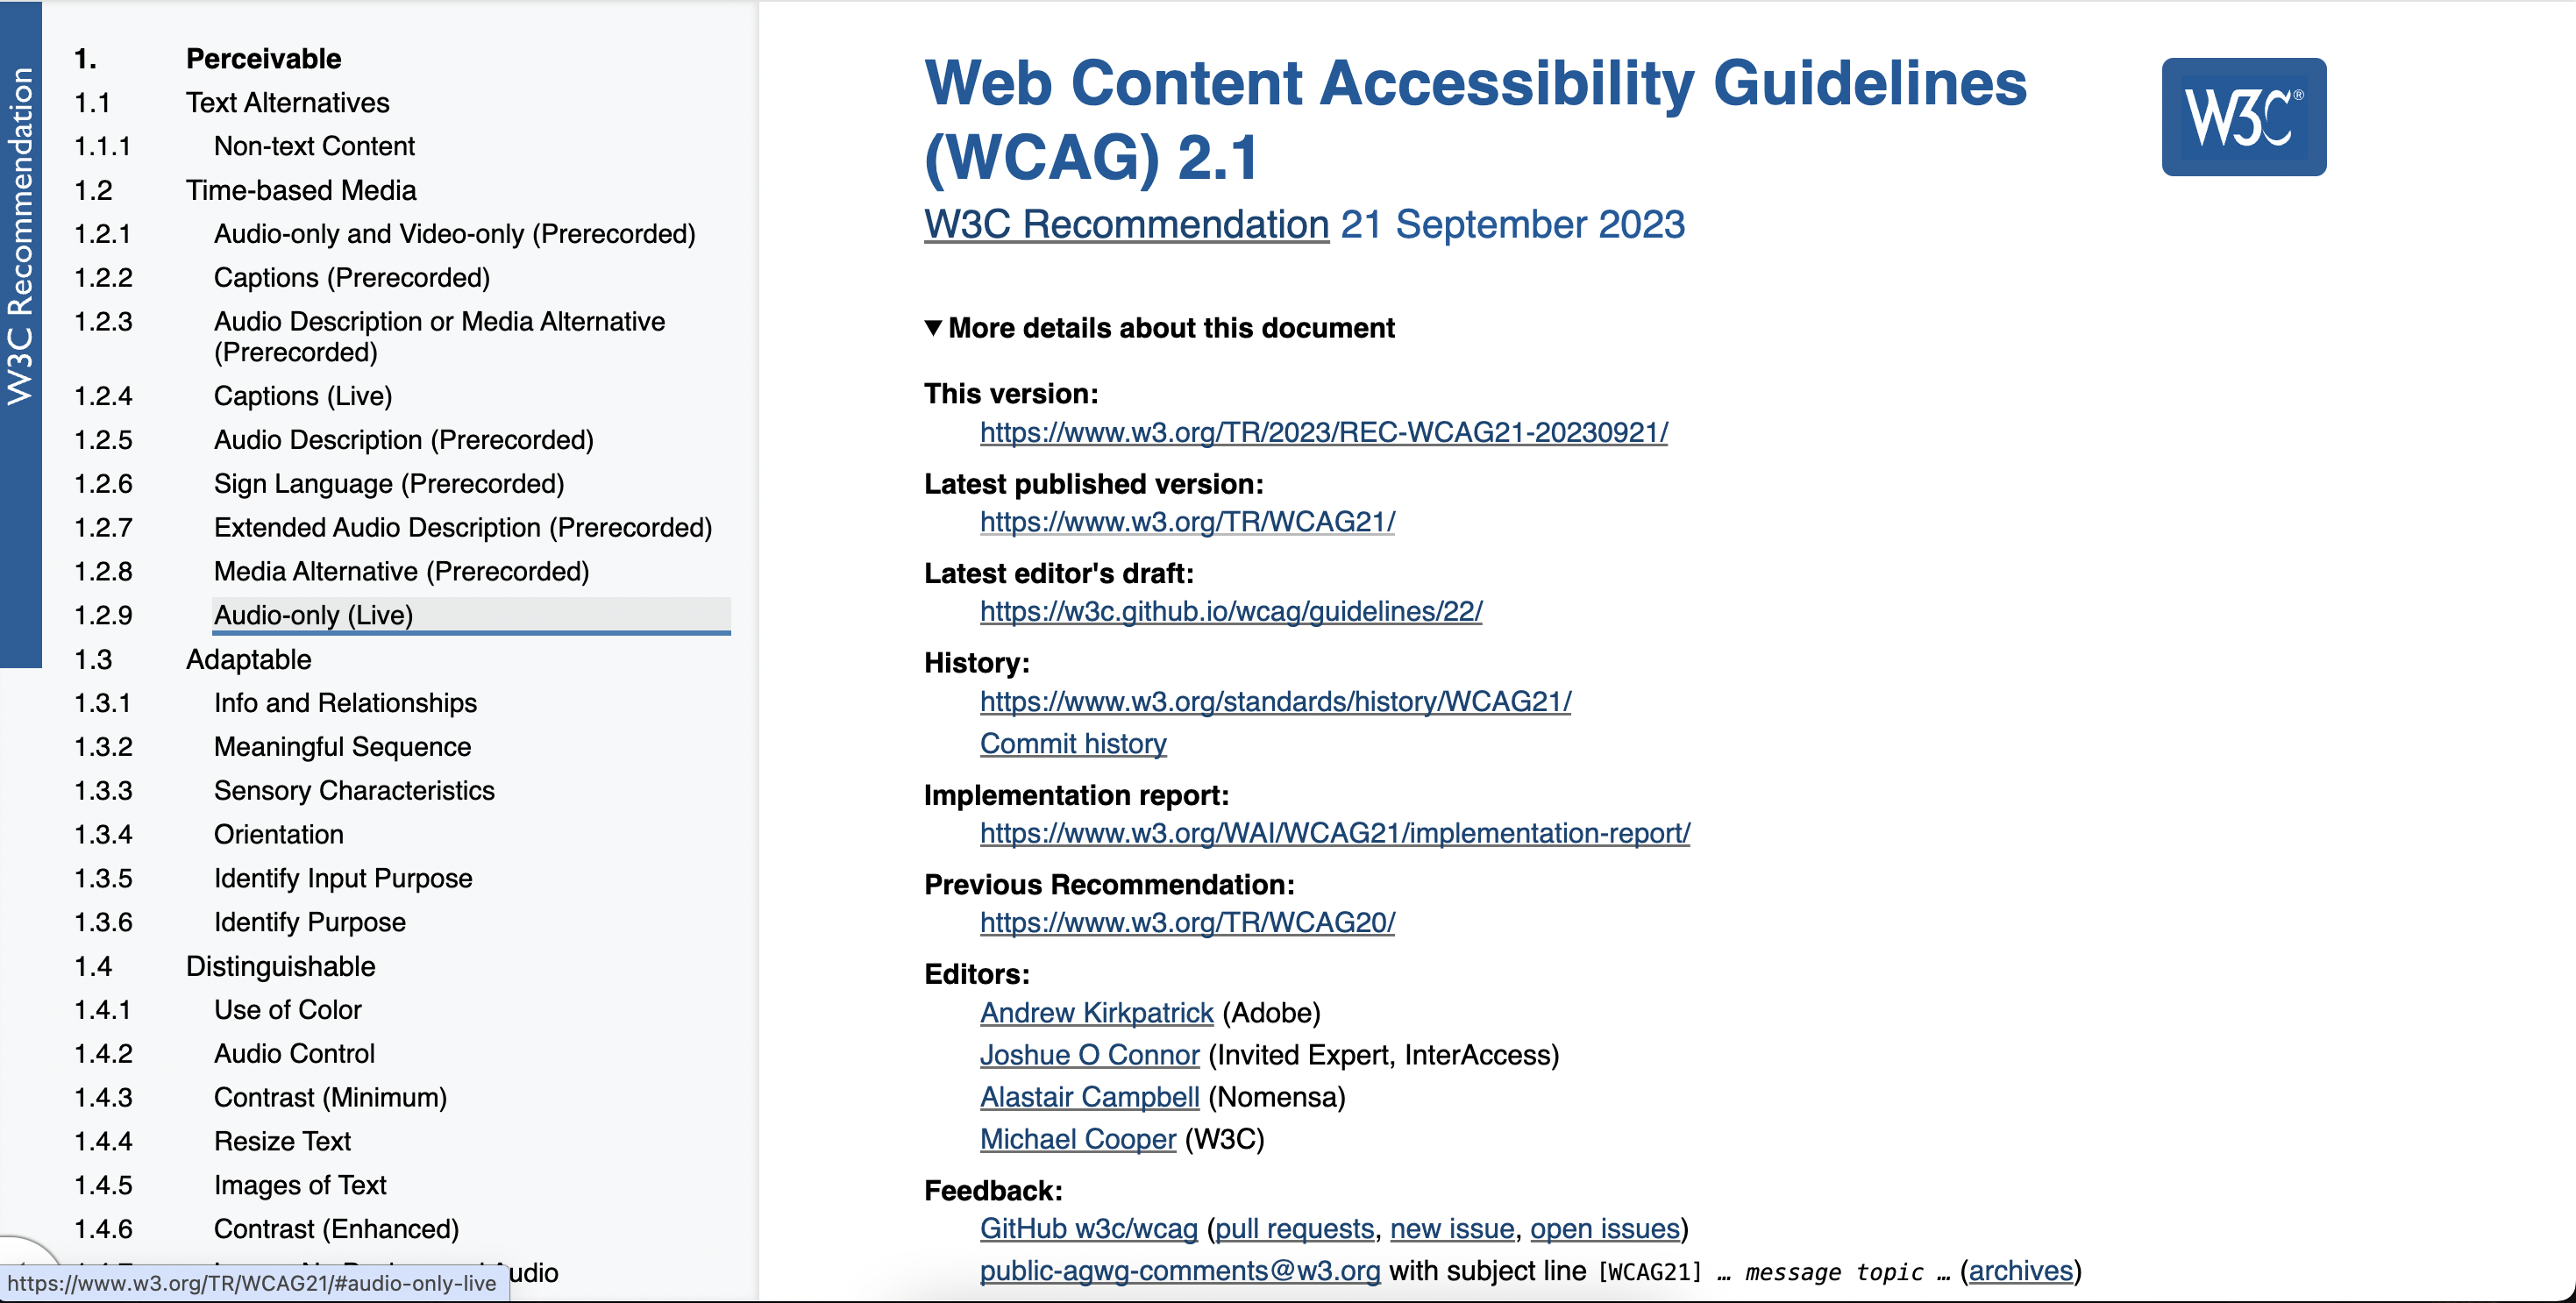 W3C Recommendation
1. Perceivable
1.1 Text Alternatives
1.1.1 Non-text Content
1.2 Time-based Media
1.2.1 Audio-only and Video-only (Prerecorded)
1.2.2 Captions (Prerecorded)
1.2.3 Audio Description or Media Alternative
(Prerecorded)
1.2.4 Captions (Live)
1.2.5 Audio Description (Prerecorded)
1.2.6 Sign Language (Prerecorded)
1.2.7 Extended Audio Description (Prerecorded)
1.2.8 Media Alternative (Prerecorded)
1.2.9 Audio-only (Live)
1.3 Adaptable
1.3.1 Info and Relationships
1.3.2 Meaningful Sequence
1.3.3 Sensory Characteristics
1.3.4 Orientation
1.3.5 Identify Input Purpose
1.3.6 Identify Purpose
1.4 Distinguishable
1.4.1 Use of Color
1.4.2 Audio Control
1.4.3 Contrast (Minimum)
1.4.4 Resize Text
1.4.5 Images of Text
1.4.6 Contrast (Enhanced)
Audio
https://www.w3.org/TR/WCAG21/#audio-only-live
Web Content Accessibility Guidelines
(WCAG) 2.1
W3C®
W3C Recommendation 21 September 2023
▼ More details about this document
This version:
https://www.w3.org/TR/2023/REC-WCAG21-20230921/
Latest published version:
https://www.w3.org/TR/WCAG21/
Latest editor's draft:
https://w3c.github.io/wcag/guidelines/22/
History:
https://www.w3.org/standards/history/WCAG21/
Commit history
Implementation report:
https://www.w3.org/WAI/WCAG21/implementation-report/
Previous Recommendation:
https://www.w3.org/TR/WCAG20/
Editors:
Andrew Kirkpatrick (Adobe)
Joshue O Connor (Invited Expert, InterAccess)
Alastair Campbell (Nomensa)
Michael Cooper (W3C)
Feedback:
GitHub w3c/wcag (pull requests, new issue, open issues)
public-agwg-comments@w3.org with subject line [WCAG21] … message topic … (archives)